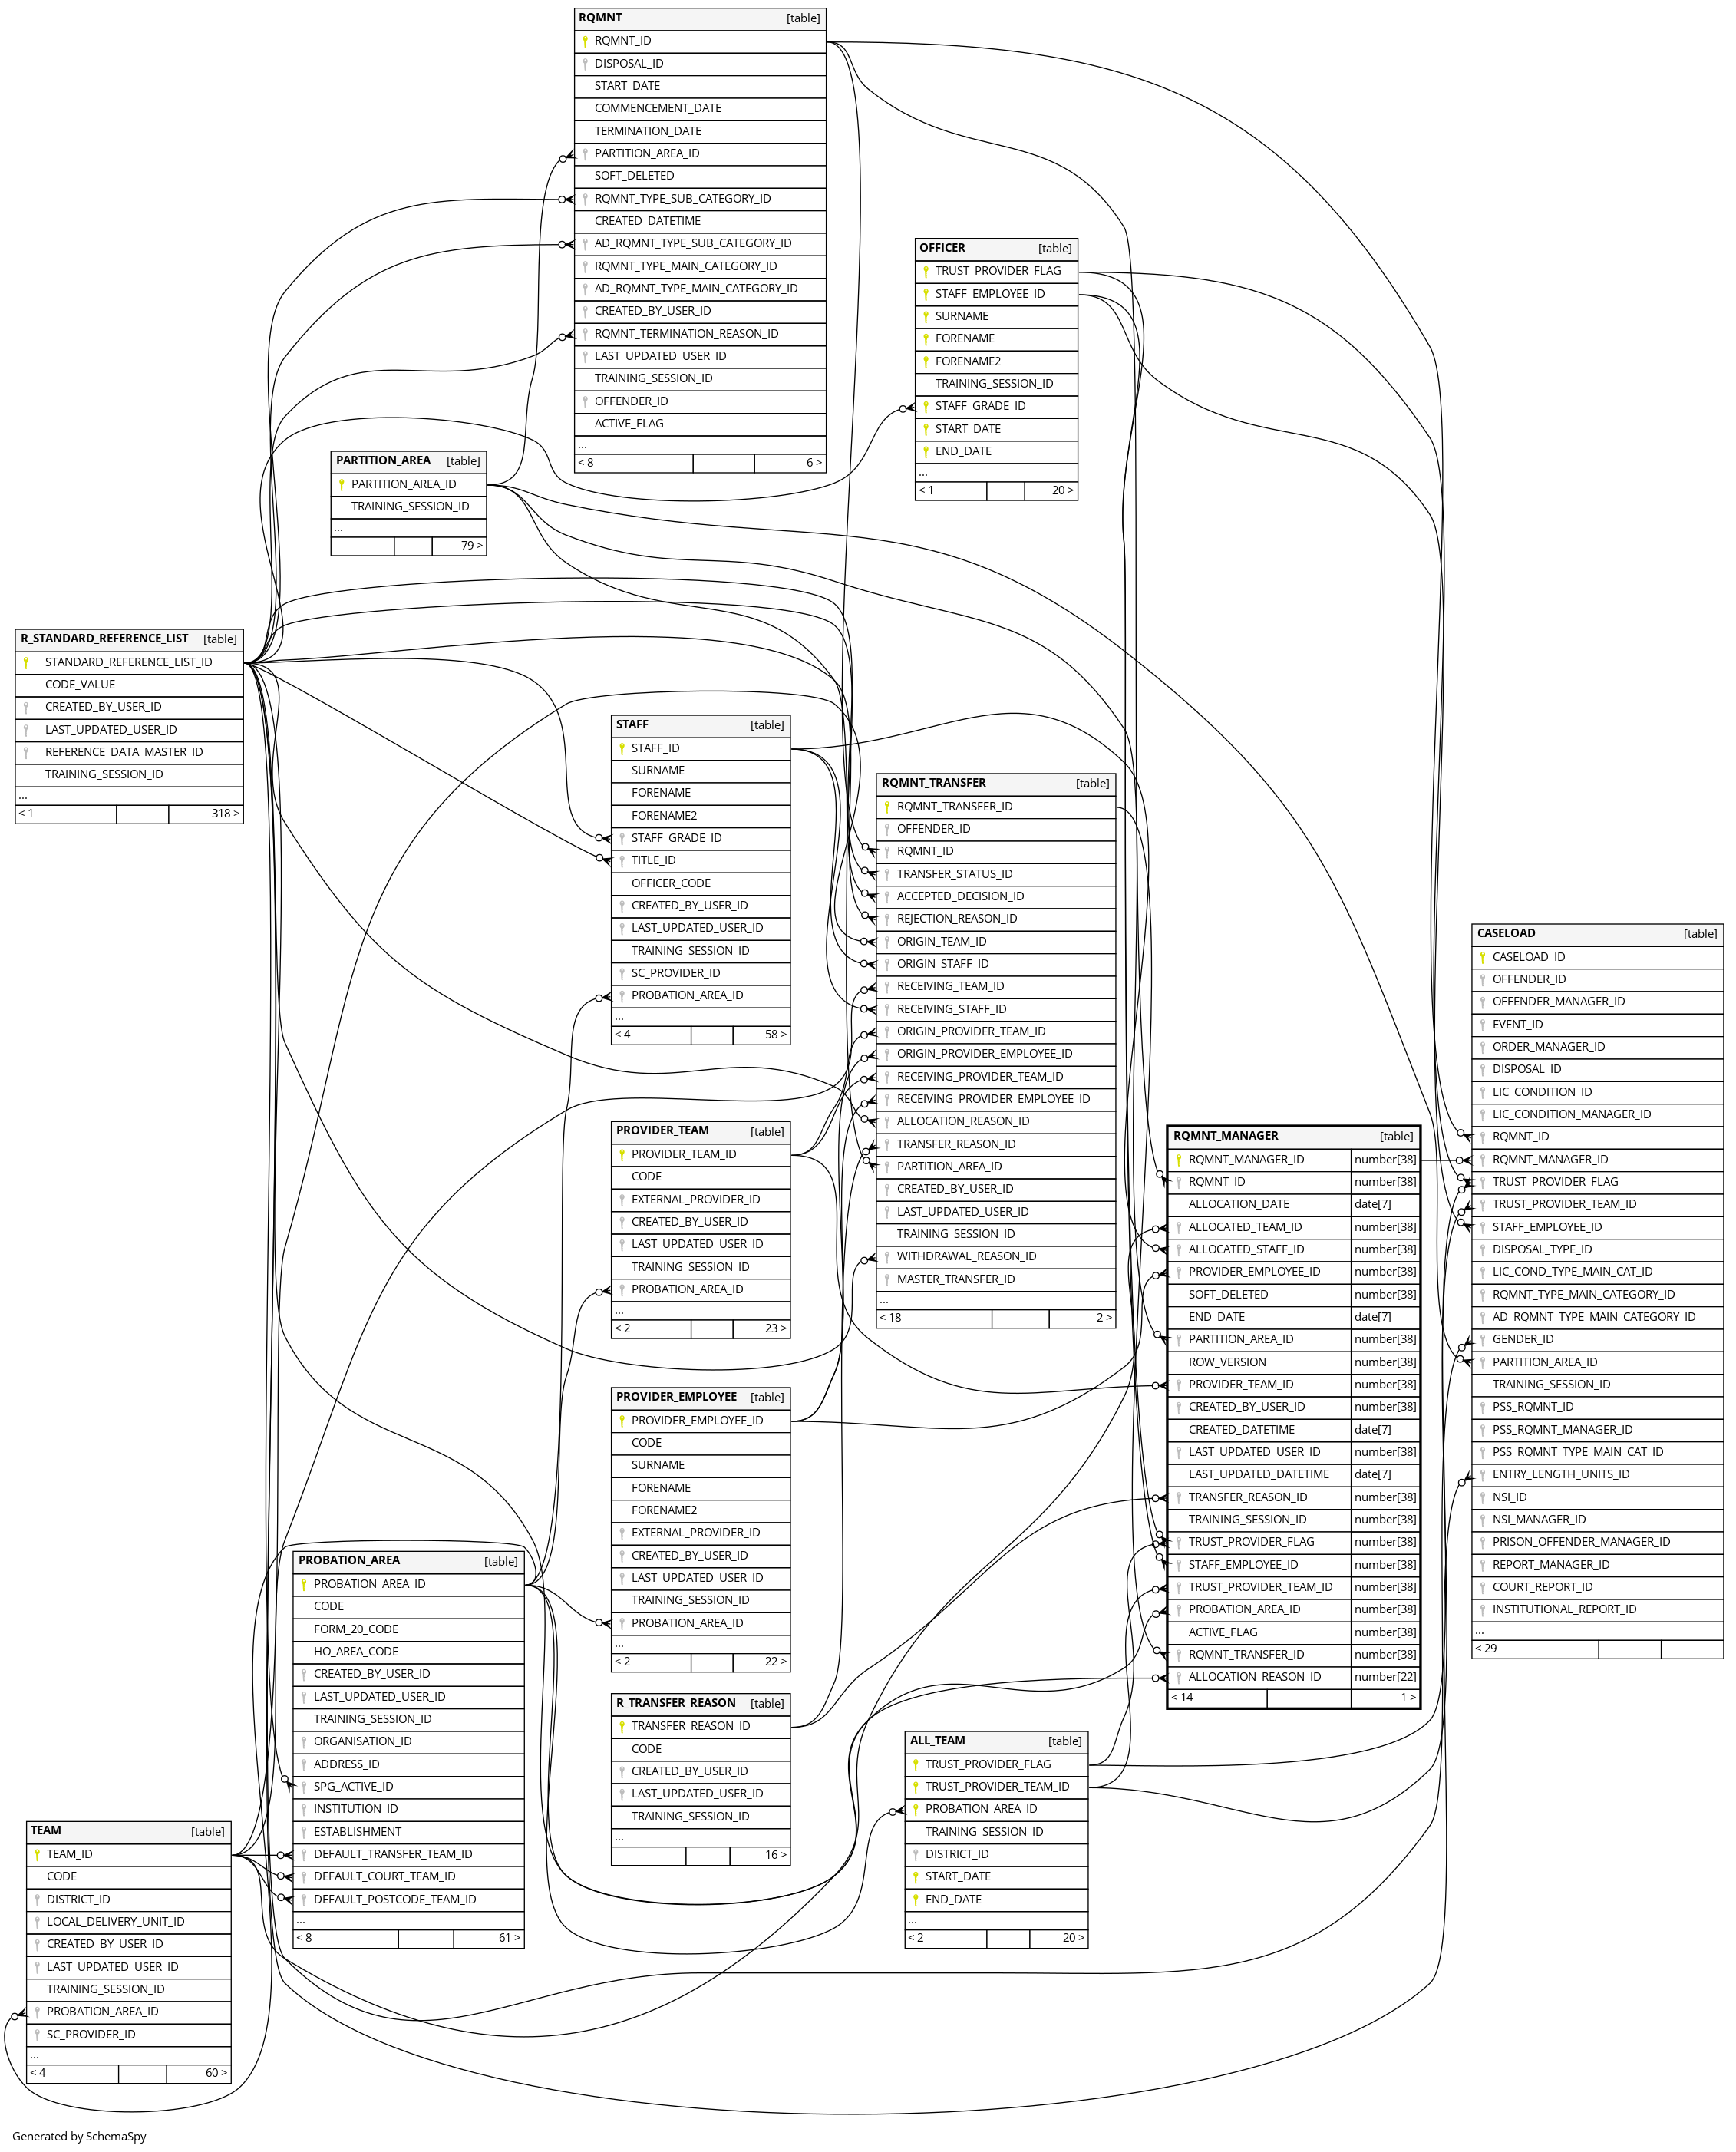 RQMNT [table]
RQMNT_ID
DISPOSAL_ID
START_DATE
COMMENCEMENT_DATE
TERMINATION_DATE
PARTITION_AREA_ID
SOFT_DELETED
RQMNT_TYPE_SUB_CATEGORY_ID
CREATED_DATETIME
AD_RQMNT_TYPE_SUB_CATEGORY_ID
RQMNT_TYPE_MAIN_CATEGORY_ID
AD_RQMNT_TYPE_MAIN_CATEGORY_ID
CREATED_BY_USER_ID
RQMNT_TERMINATION_REASON_ID
LAST_UPDATED_USER_ID
TRAINING_SESSION_ID
OFFENDER_ID
ACTIVE_FLAG
...
< 8 6 >
OFFICER [table]
TRUST_PROVIDER_FLAG
STAFF_EMPLOYEE_ID
SURNAME
FORENAME
FORENAME2
TRAINING_SESSION_ID
STAFF_GRADE_ID
START_DATE
END_DATE
...
< 1 20 >
PARTITION_AREA [table]
PARTITION_AREA_ID
TRAINING_SESSION_ID
...
79 >
R_STANDARD_REFERENCE_LIST [table]
STANDARD_REFERENCE_LIST_ID
CODE_VALUE
CREATED_BY_USER_ID
LAST_UPDATED_USER_ID
REFERENCE_DATA_MASTER_ID
TRAINING_SESSION_ID
...
< 1 318 >
STAFF [table]
STAFF_ID
SURNAME
FORENAME
FORENAME2
STAFF_GRADE_ID
TITLE_ID
OFFICER_CODE
CREATED_BY_USER_ID
LAST_UPDATED_USER_ID
TRAINING_SESSION_ID
SC_PROVIDER_ID
PROBATION_AREA_ID
...
< 4 58 >
RQMNT_TRANSFER [table]
RQMNT_TRANSFER_ID
OFFENDER_ID
RQMNT_ID
TRANSFER_STATUS_ID
ACCEPTED_DECISION_ID
REJECTION_REASON_ID
ORIGIN_TEAM_ID
ORIGIN_STAFF_ID
RECEIVING_TEAM_ID
RECEIVING_STAFF_ID
ORIGIN_PROVIDER_TEAM_ID
ORIGIN_PROVIDER_EMPLOYEE_ID
RECEIVING_PROVIDER_TEAM_ID
RECEIVING_PROVIDER_EMPLOYEE_ID
ALLOCATION_REASON_ID
TRANSFER_REASON_ID
PARTITION_AREA_ID
CREATED_BY_USER_ID
LAST_UPDATED_USER_ID
TRAINING_SESSION_ID
WITHDRAWAL_REASON_ID
MASTER_TRANSFER_ID
...
< 18 2 >
CASELOAD [table]
CASELOAD_ID
OFFENDER_ID
OFFENDER_MANAGER_ID
EVENT_ID
ORDER_MANAGER_ID
DISPOSAL_ID
LIC_CONDITION_ID
LIC_CONDITION_MANAGER_ID
RQMNT_ID
RQMNT_MANAGER_ID
TRUST_PROVIDER_FLAG
TRUST_PROVIDER_TEAM_ID
STAFF_EMPLOYEE_ID
DISPOSAL_TYPE_ID
LIC_COND_TYPE_MAIN_CAT_ID
RQMNT_TYPE_MAIN_CATEGORY_ID
AD_RQMNT_TYPE_MAIN_CATEGORY_ID
GENDER_ID
PARTITION_AREA_ID
TRAINING_SESSION_ID
PSS_RQMNT_ID
PSS_RQMNT_MANAGER_ID
PSS_RQMNT_TYPE_MAIN_CAT_ID
ENTRY_LENGTH_UNITS_ID
NSI_ID
NSI_MANAGER_ID
PRISON_OFFENDER_MANAGER_ID
REPORT_MANAGER_ID
COURT_REPORT_ID
INSTITUTIONAL_REPORT_ID
...
< 29
PROVIDER_TEAM [table]
PROVIDER_TEAM_ID
CODE
EXTERNAL_PROVIDER_ID
CREATED_BY_USER_ID
LAST_UPDATED_USER_ID
TRAINING_SESSION_ID
PROBATION_AREA_ID
...
< 2 23 >
RQMNT_MANAGER [table]
RQMNT_MANAGER_ID number[38]
RQMNT_ID number[38]
ALLOCATION_DATE date[7]
ALLOCATED_TEAM_ID number[38]
ALLOCATED_STAFF_ID number[38]
PROVIDER_EMPLOYEE_ID number[38]
SOFT_DELETED number[38]
END_DATE date[7]
PARTITION_AREA_ID number[38]
ROW_VERSION number[38]
PROVIDER_TEAM_ID number[38]
CREATED_BY_USER_ID number[38]
CREATED_DATETIME date[7]
LAST_UPDATED_USER_ID number[38]
LAST_UPDATED_DATETIME date[7]
TRANSFER_REASON_ID number[38]
TRAINING_SESSION_ID number[38]
TRUST_PROVIDER_FLAG number[38]
STAFF_EMPLOYEE_ID number[38]
TRUST_PROVIDER_TEAM_ID number[38]
PROBATION_AREA_ID number[38]
ACTIVE_FLAG number[38]
RQMNT_TRANSFER_ID number[38]
ALLOCATION_REASON_ID number[22]
< 14 1 >
PROVIDER_EMPLOYEE [table]
PROVIDER_EMPLOYEE_ID
CODE
SURNAME
FORENAME
FORENAME2
EXTERNAL_PROVIDER_ID
CREATED_BY_USER_ID
LAST_UPDATED_USER_ID
TRAINING_SESSION_ID
PROBATION_AREA_ID
...
< 2 22 >
PROBATION_AREA [table]
PROBATION_AREA_ID
CODE
FORM_20_CODE
HO_AREA_CODE
CREATED_BY_USER_ID
LAST_UPDATED_USER_ID
TRAINING_SESSION_ID
ORGANISATION_ID
ADDRESS_ID
SPG_ACTIVE_ID
INSTITUTION_ID
ESTABLISHMENT
DEFAULT_TRANSFER_TEAM_ID
DEFAULT_COURT_TEAM_ID
DEFAULT_POSTCODE_TEAM_ID
...
< 8 61 >
R_TRANSFER_REASON [table]
TRANSFER_REASON_ID
CODE
CREATED_BY_USER_ID
LAST_UPDATED_USER_ID
TRAINING_SESSION_ID
...
16 >
ALL_TEAM [table]
TRUST_PROVIDER_FLAG
TRUST_PROVIDER_TEAM_ID
PROBATION_AREA_ID
TRAINING_SESSION_ID
DISTRICT_ID
START_DATE
END_DATE
...
< 2 20 >
TEAM [table]
TEAM_ID
CODE
DISTRICT_ID
LOCAL_DELIVERY_UNIT_ID
CREATED_BY_USER_ID
LAST_UPDATED_USER_ID
TRAINING_SESSION_ID
PROBATION_AREA_ID
SC_PROVIDER_ID
...
< 4 60 >
Generated by SchemaSpy